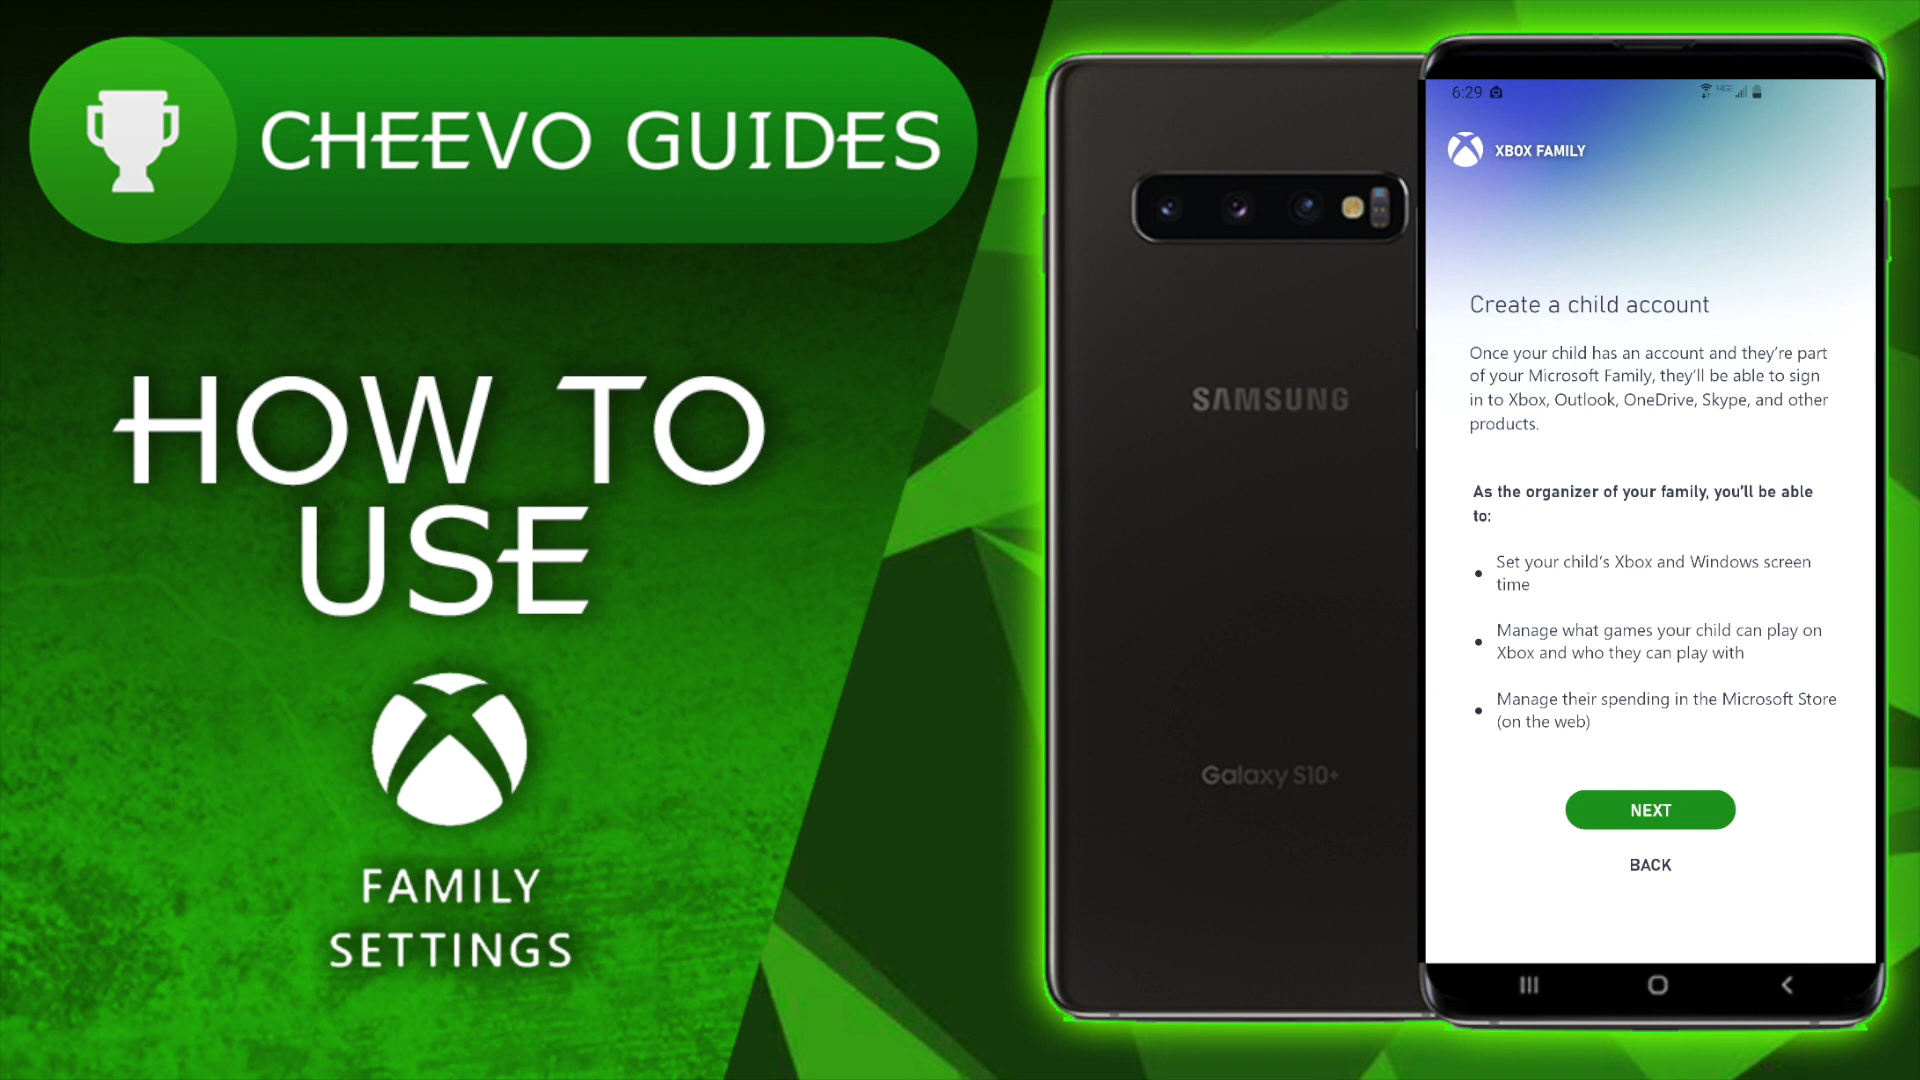 CHEEVO GUIDES
HOW TO
USE
FAMILY
SETTINGS
SAMSUNG
Galaxy S10+
6:29
XBOX FAMILY
Create a child account
Once your child has an account and they're part
of your Microsoft Family, they'll be able to sign
in to Xbox, Outlook, OneDrive, Skype, and other
products.
As the organizer of your family, you'll be able
to:
• Set your child's Xbox and Windows screen
time
• Manage what games your child can play on
Xbox and who they can play with
• Manage their spending in the Microsoft Store
(on the web)
NEXT
BACK